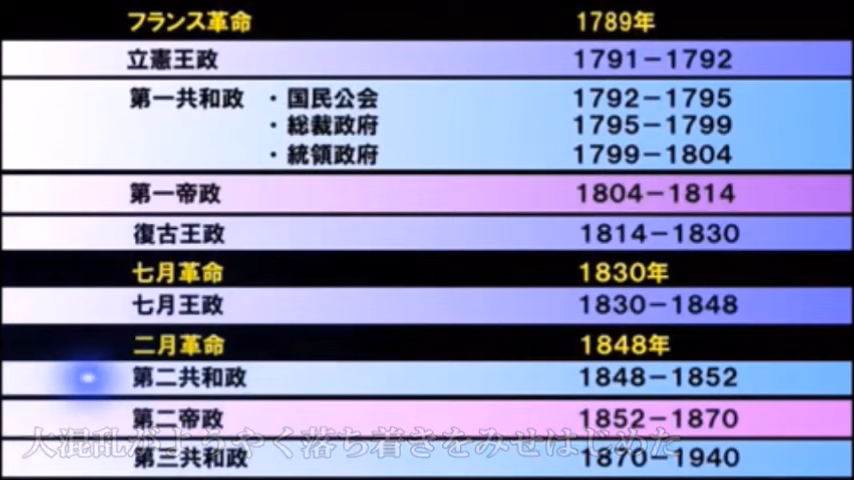 フランス革命 1789年
立憲王政 1791－1792
第一共和政 ・国民公会 1792－1795
・総裁政府 1795－1799
・統領政府 1799－1804
第一帝政 1804－1814
復古王政 1814－1830
七月革命 1830年
七月王政 1830－1848
二月革命 1848年
第二共和政 1848－1852
第二帝政 1852－1870
大混乱がようやく落ち着きをみせはじめた
第三共和政 1870－1940